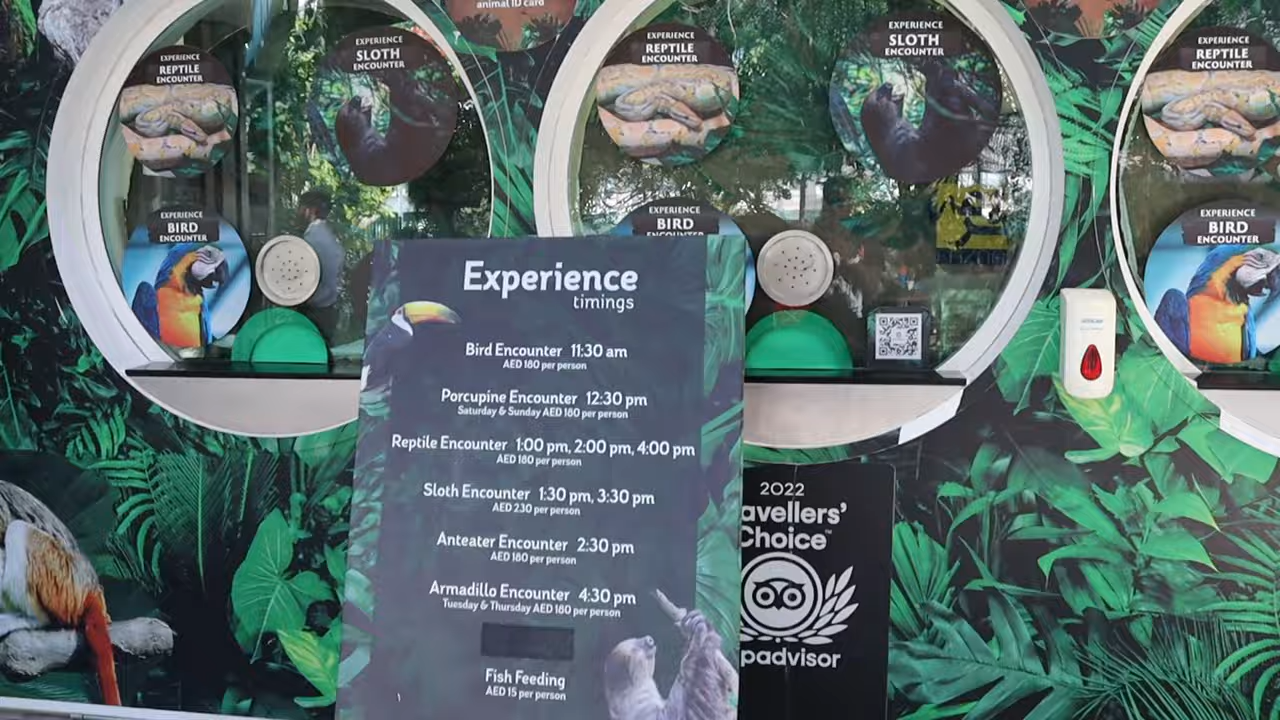 animal ID card
EXPERIENCE
REPTILE
ENCOUNTER
EXPERIENCE
SLOTH
ENCOUNTER
EXPERIENCE
REPTILE
ENCOUNTER
EXPERIENCE
SLOTH
ENCOUNTER
EXPERIENCE
REPTILE
ENCOUNTER
EXPERIENCE
BIRD
ENCOUNTER
EXPERIENCE
BIRD
ENCOUNTER
EXPERIENCE
BIRD
ENCOUNTER
Experience
timings
Bird Encounter 11:30 am
AED 180 per person
Porcupine Encounter 12:30 pm
Saturday & Sunday AED 180 per person
Reptile Encounter 1:00 pm, 2:00 pm, 4:00 pm
AED 180 per person
Sloth Encounter 1:30 pm, 3:30 pm
AED 230 per person
Anteater Encounter 2:30 pm
AED 180 per person
Armadillo Encounter 4:30 pm
Tuesday & Thursday AED 180 per person
Fish Feeding
AED 15 per person
2022
avellers'
Choice™
padvisor